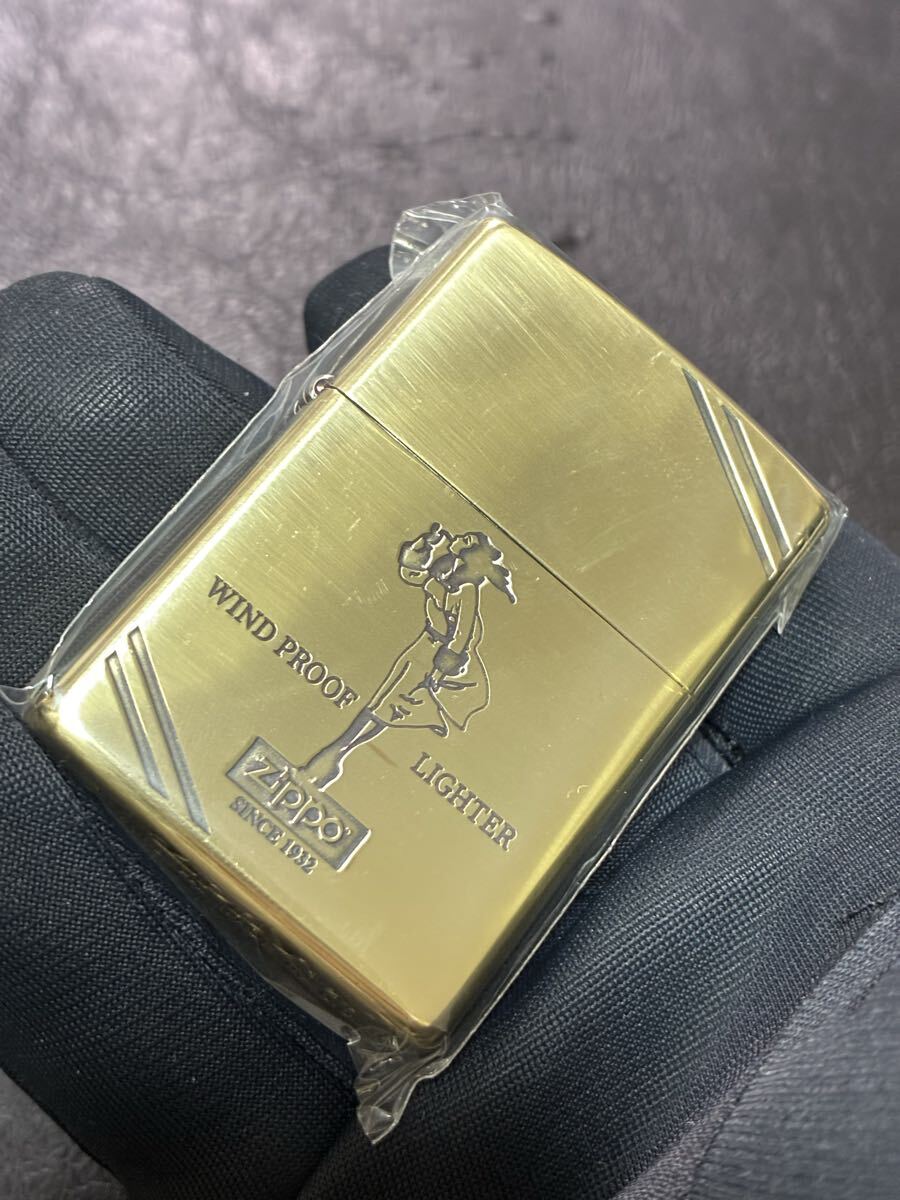 WIND PROOF
LIGHTER
Zippo
SINCE 1932